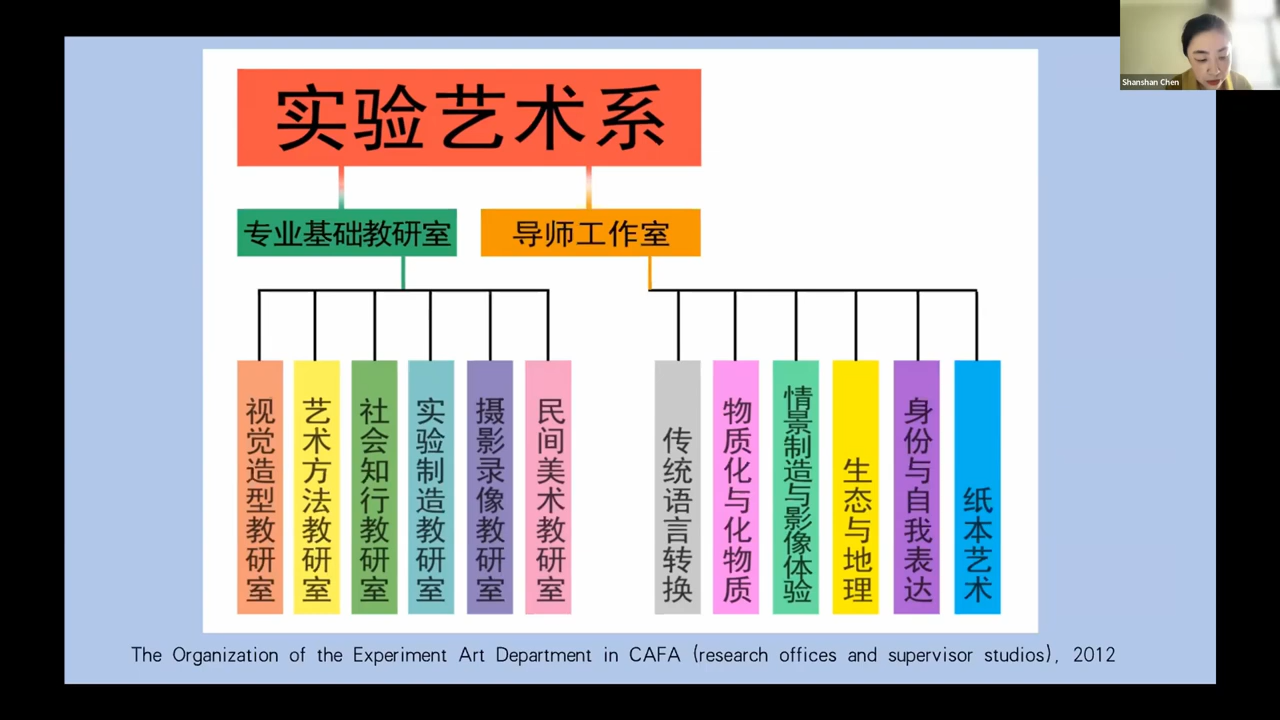 Shanshan Chen
实验艺术系
专业基础教研室
导师工作室
视觉造型教研室
艺术方法教研室
社会知行教研室
实验制造教研室
摄影录像教研室
民间美术教研室
传统语言转换
物质化与化物质
情景制造与影像体验
生态与地理
身份与自我表达
纸本艺术
The Organization of the Experiment Art Department in CAFA (research offices and supervisor studios), 2012